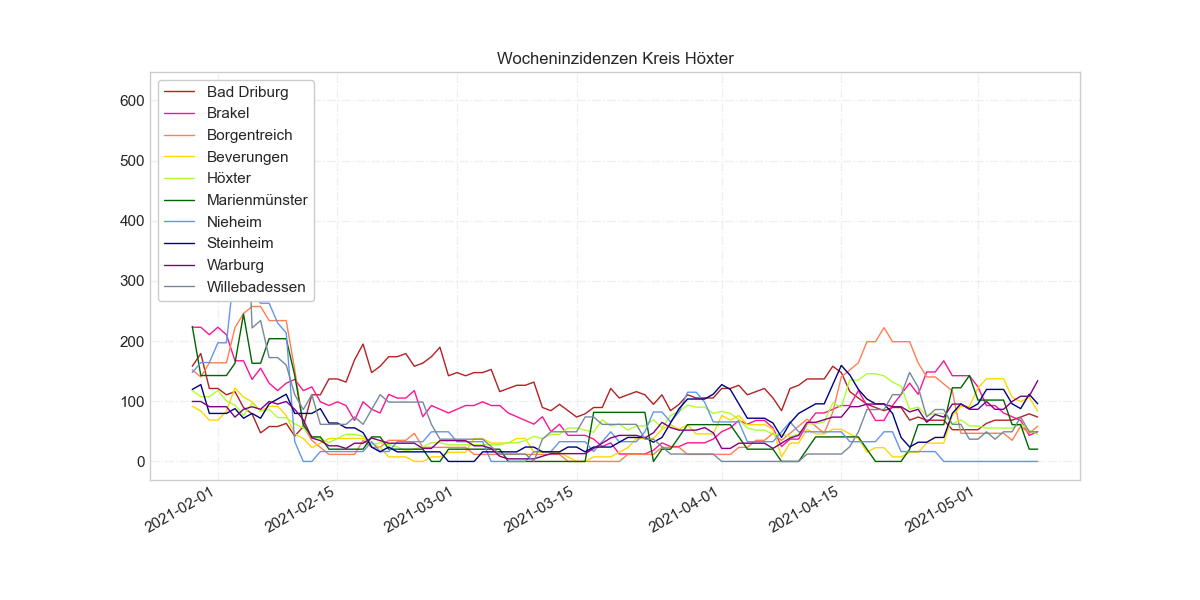 Wocheninzidenzen Kreis Höxter
600
500
400
300
200
100
0
Bad Driburg
Brakel
Borgentreich
Beverungen
Höxter
Marienmünster
Nieheim
Steinheim
Warburg
Willebadessen
2021-02-01
2021-02-15
2021-03-01
2021-03-15
2021-04-01
2021-04-15
2021-05-01